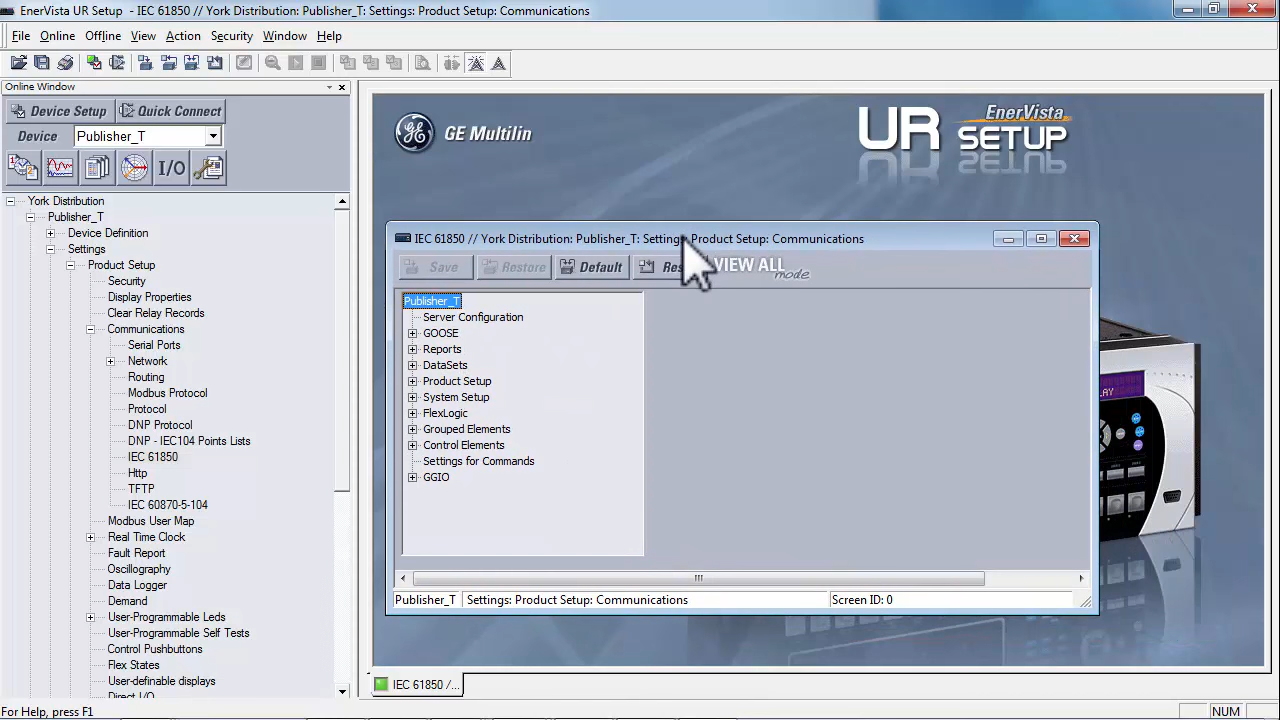 EnerVista UR Setup - IEC 61850 // York Distribution: Publisher_T: Settings: Product Setup: Communications
File Online Offline View Action Security Window Help
Online Window
Device Setup Quick Connect
Device Publisher_T
I/O
York Distribution
Publisher_T
Device Definition
Settings
Product Setup
Security
Display Properties
Clear Relay Records
Communications
Serial Ports
Network
Routing
Modbus Protocol
Protocol
DNP Protocol
DNP - IEC104 Points Lists
IEC 61850
Http
TFTP
IEC 60870-5-104
Modbus User Map
Real Time Clock
Fault Report
Oscillography
Data Logger
Demand
User-Programmable Leds
User-Programmable Self Tests
Control Pushbuttons
Flex States
User-definable displays
Direct I/O
GE Multilin
EnerVista
UR SETUP
IEC 61850 // York Distribution: Publisher_T: Settings: Product Setup: Communications
Save Restore Default VIEW ALL
mode
Publisher_T
Server Configuration
GOOSE
Reports
DataSets
Product Setup
System Setup
FlexLogic
Grouped Elements
Control Elements
Settings for Commands
GGIO
Publisher_T Settings: Product Setup: Communications Screen ID: 0
IEC 61850 /...
For Help, press F1
NUM